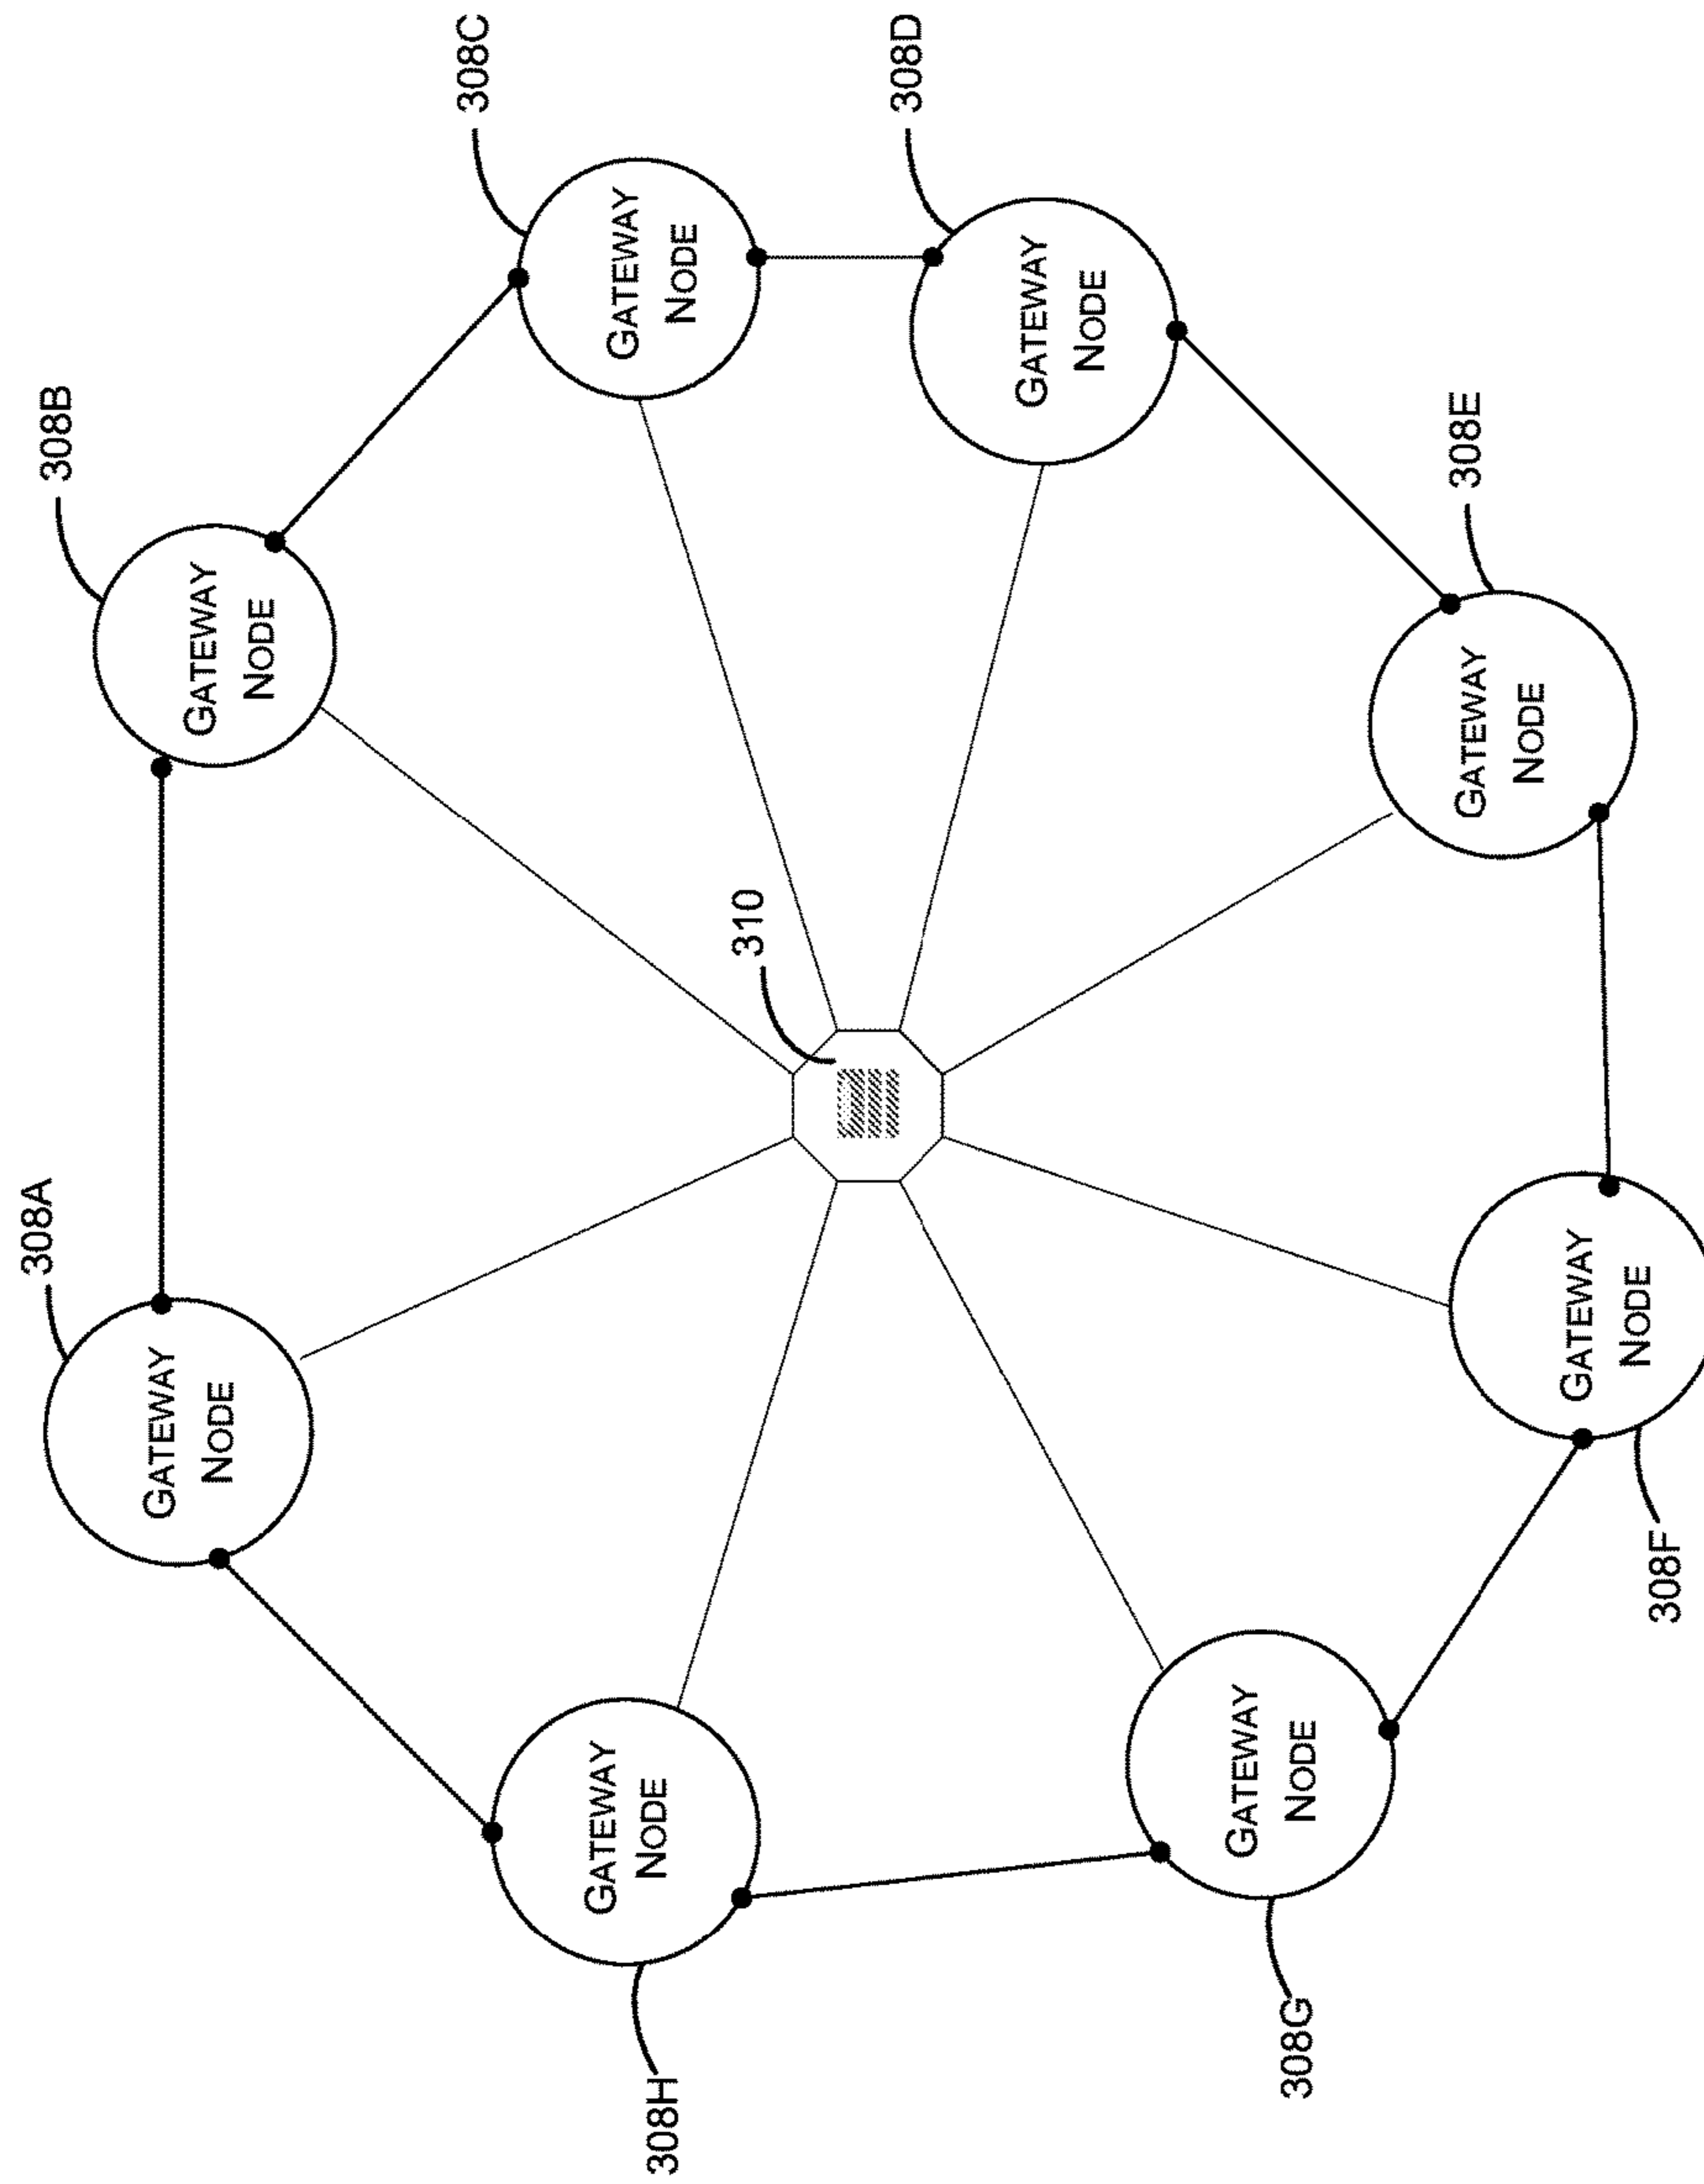 308A
GATEWAY
NODE
308B
GATEWAY
NODE
308C
GATEWAY
NODE
308D
GATEWAY
NODE
308E
GATEWAY
NODE
308F
GATEWAY
NODE
308G
GATEWAY
NODE
308H
GATEWAY
NODE
310